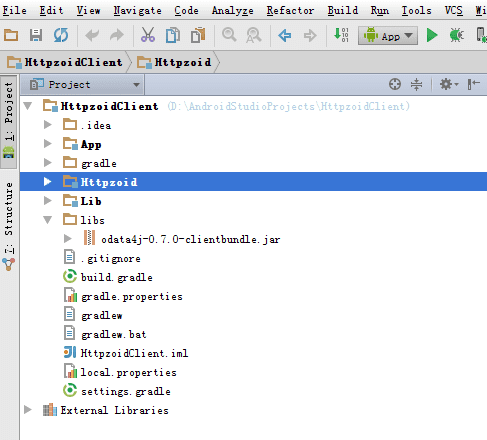 File Edit View Navigate Code Analyze Refactor Build Run Tools VCS Wi
App
HttpzoidClient Httpzoid
1: Project
Project
HttpzoidClient (D:\AndroidStudioProjects\HttpzoidClient)
.idea
App
gradle
Httpzoid
Lib
libs
odata4j-0.7.0-clientbundle.jar
.gitignore
build.gradle
gradle.properties
gradlew
gradlew.bat
HttpzoidClient.iml
local.properties
settings.gradle
External Libraries
7: Structure